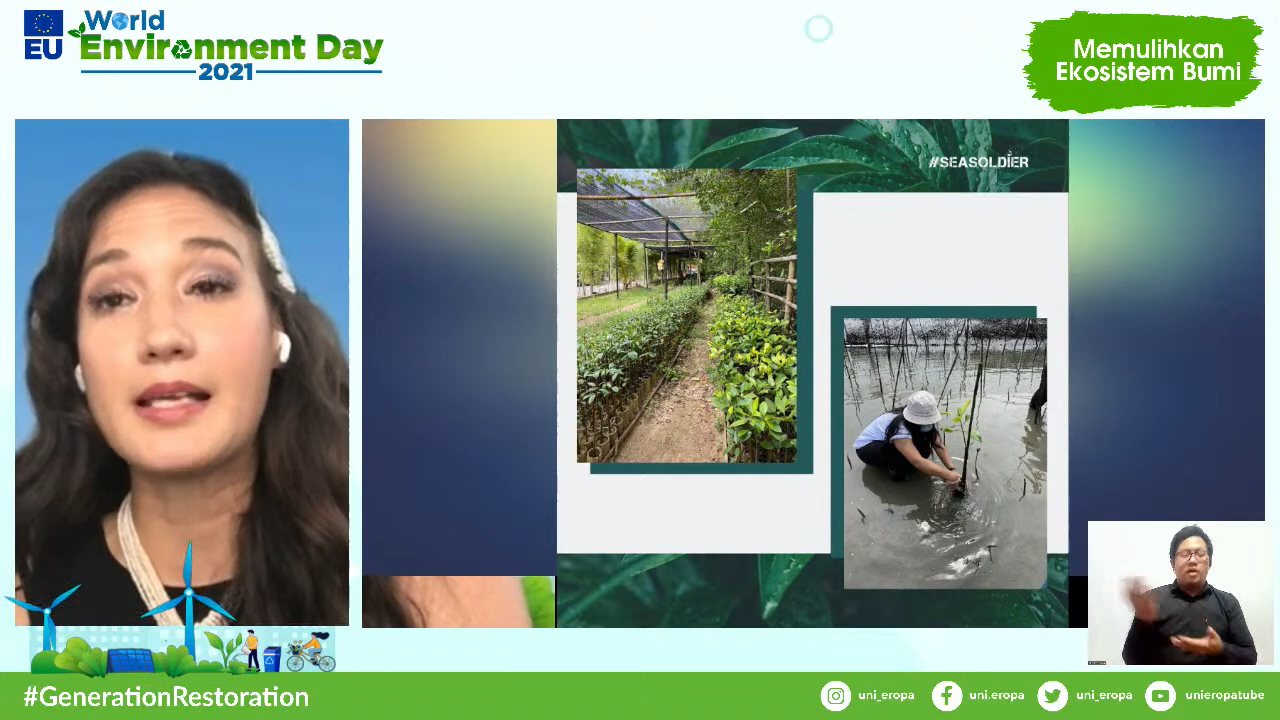 EU
World
Environment Day
2021
Memulihkan
Ekosistem Bumi
#SEASOLDIER
#GenerationRestoration
uni_eropa
uni.eropa
uni_eropa
unieropatube